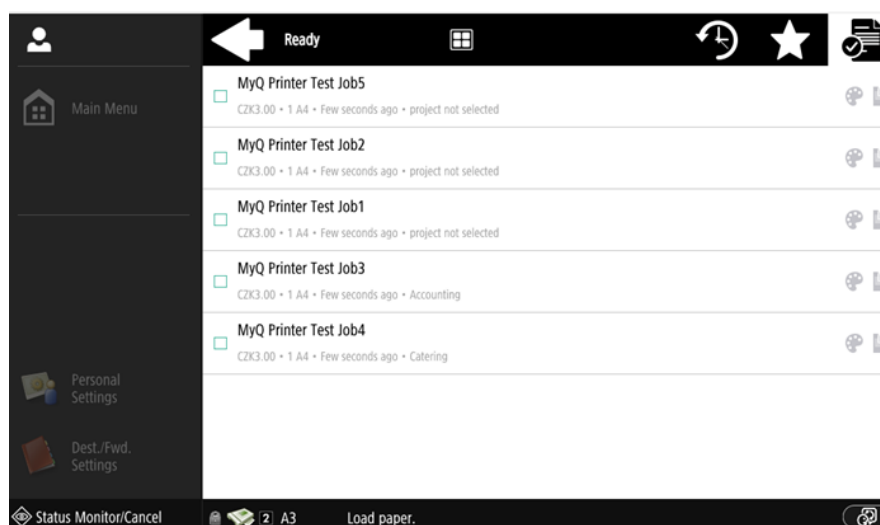 Ready
Main Menu
MyQ Printer Test Job5
CZK3.00 • 1 A4 • Few seconds ago • project not selected
MyQ Printer Test Job2
CZK3.00 • 1 A4 • Few seconds ago • project not selected
MyQ Printer Test Job1
CZK3.00 • 1 A4 • Few seconds ago • project not selected
MyQ Printer Test Job3
CZK3.00 • 1 A4 • Few seconds ago • Accounting
MyQ Printer Test Job4
CZK3.00 • 1 A4 • Few seconds ago • Catering
Personal
Settings
Dest./Fwd.
Settings
Status Monitor/Cancel
2 A3 Load paper.